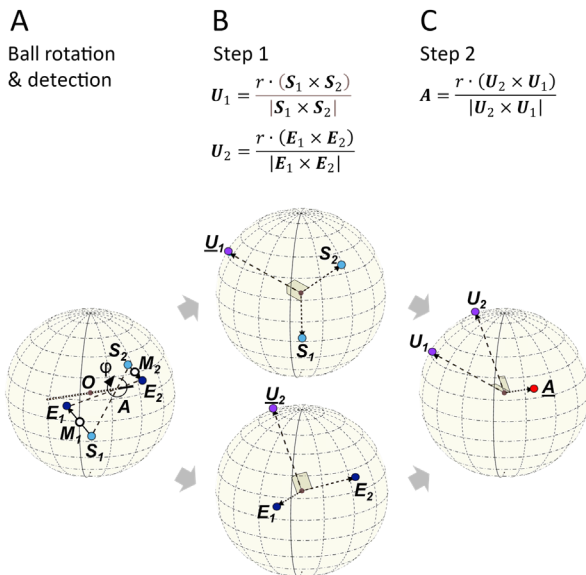 A
Ball rotation
& detection
B
Step 1
U₁ = r · (S₁ × S₂) / |S₁ × S₂|
U₂ = r · (E₁ × E₂) / |E₁ × E₂|
C
Step 2
A = r · (U₂ × U₁) / |U₂ × U₁|
U₁
S₂
S₁
U₂
U₁
A
S₂
M₂
φ
O
A
E₂
E₁
M₁
S₁
U₂
E₂
E₁